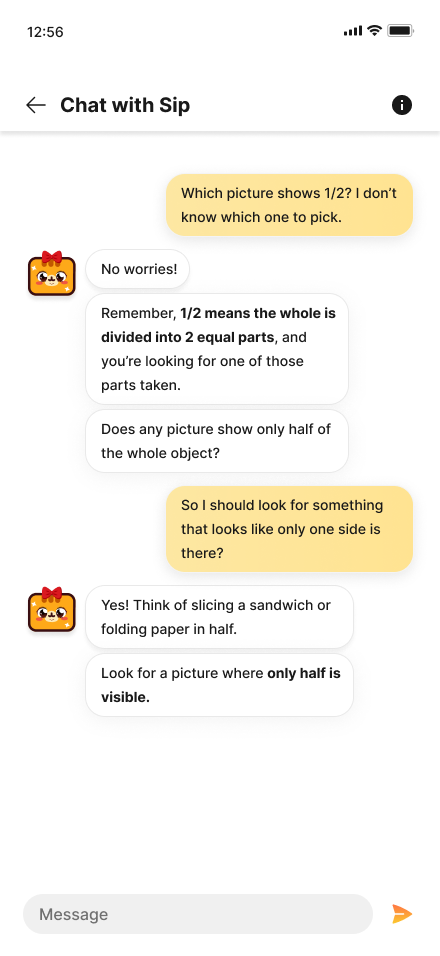 12:56
Chat with Sip
Which picture shows 1/2? I don’t
know which one to pick.
No worries!
Remember, 1/2 means the whole is
divided into 2 equal parts, and
you’re looking for one of those
parts taken.
Does any picture show only half of
the whole object?
So I should look for something
that looks like only one side is
there?
Yes! Think of slicing a sandwich or
folding paper in half.
Look for a picture where only half is
visible.
Message